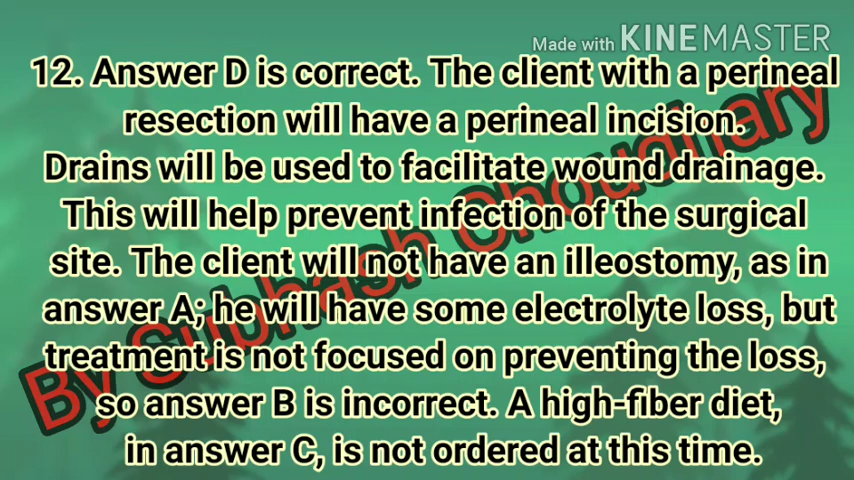 Made with KINEMASTER
12. Answer D is correct. The client with a perineal
resection will have a perineal incision.
Drains will be used to facilitate wound drainage.
This will help prevent infection of the surgical
site. The client will not have an illeostomy, as in
answer A; he will have some electrolyte loss, but
treatment is not focused on preventing the loss,
so answer B is incorrect. A high-fiber diet,
in answer C, is not ordered at this time.
By Subhash Choudhary